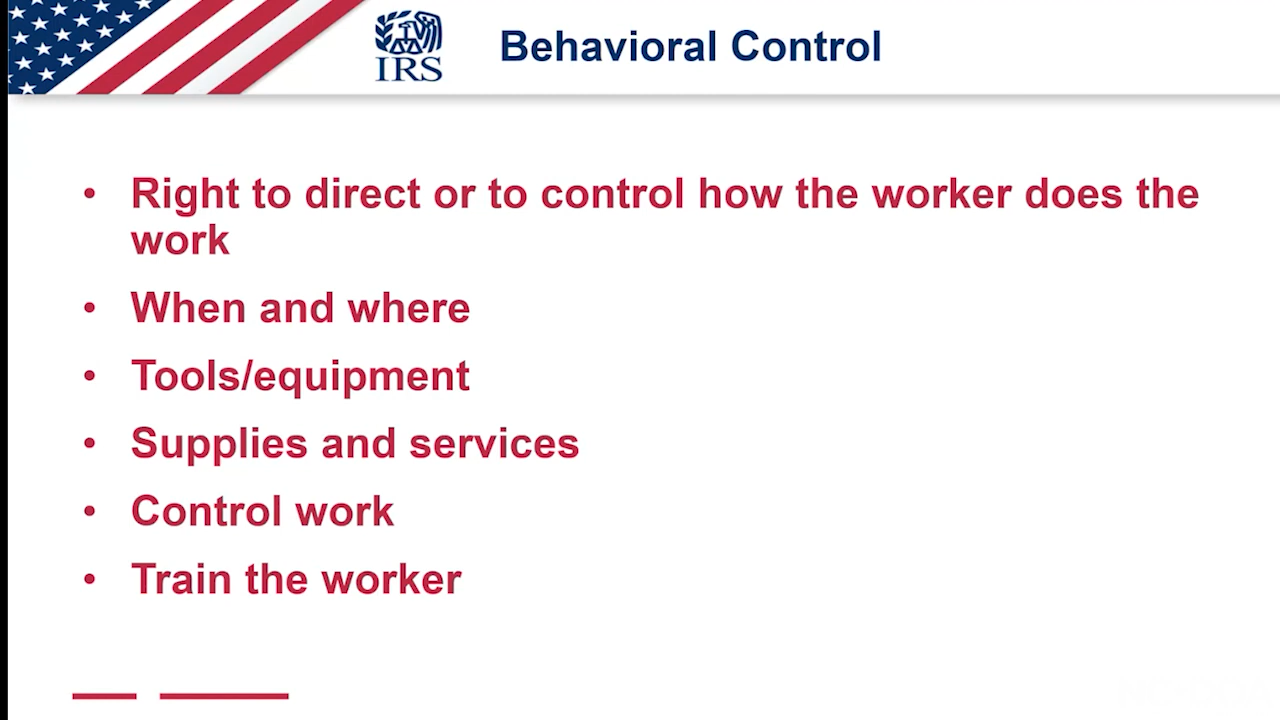 IRS
Behavioral Control
• Right to direct or to control how the worker does the
work
• When and where
• Tools/equipment
• Supplies and services
• Control work
• Train the worker